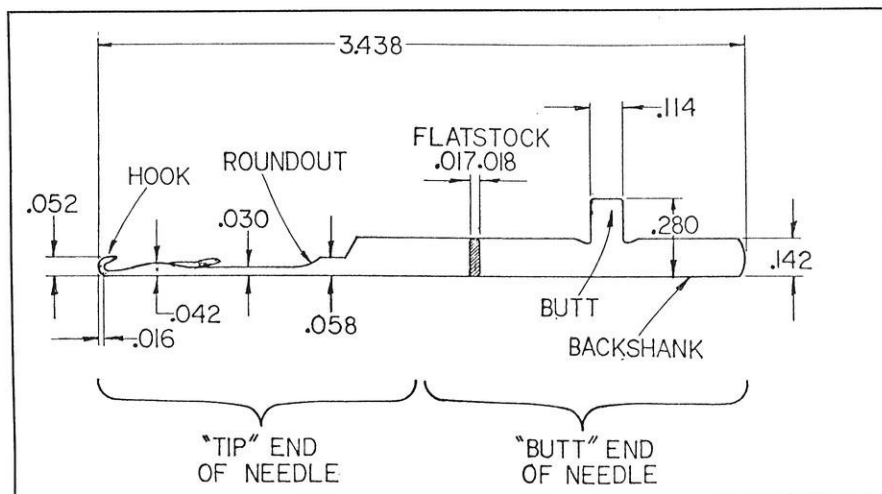 3.438
.114
FLATSTOCK
.017 .018
ROUNDOUT
HOOK
.052
.030
.280
.142
BUTT
.042
.058
.016
BACKSHANK
"TIP" END
OF NEEDLE
"BUTT" END
OF NEEDLE